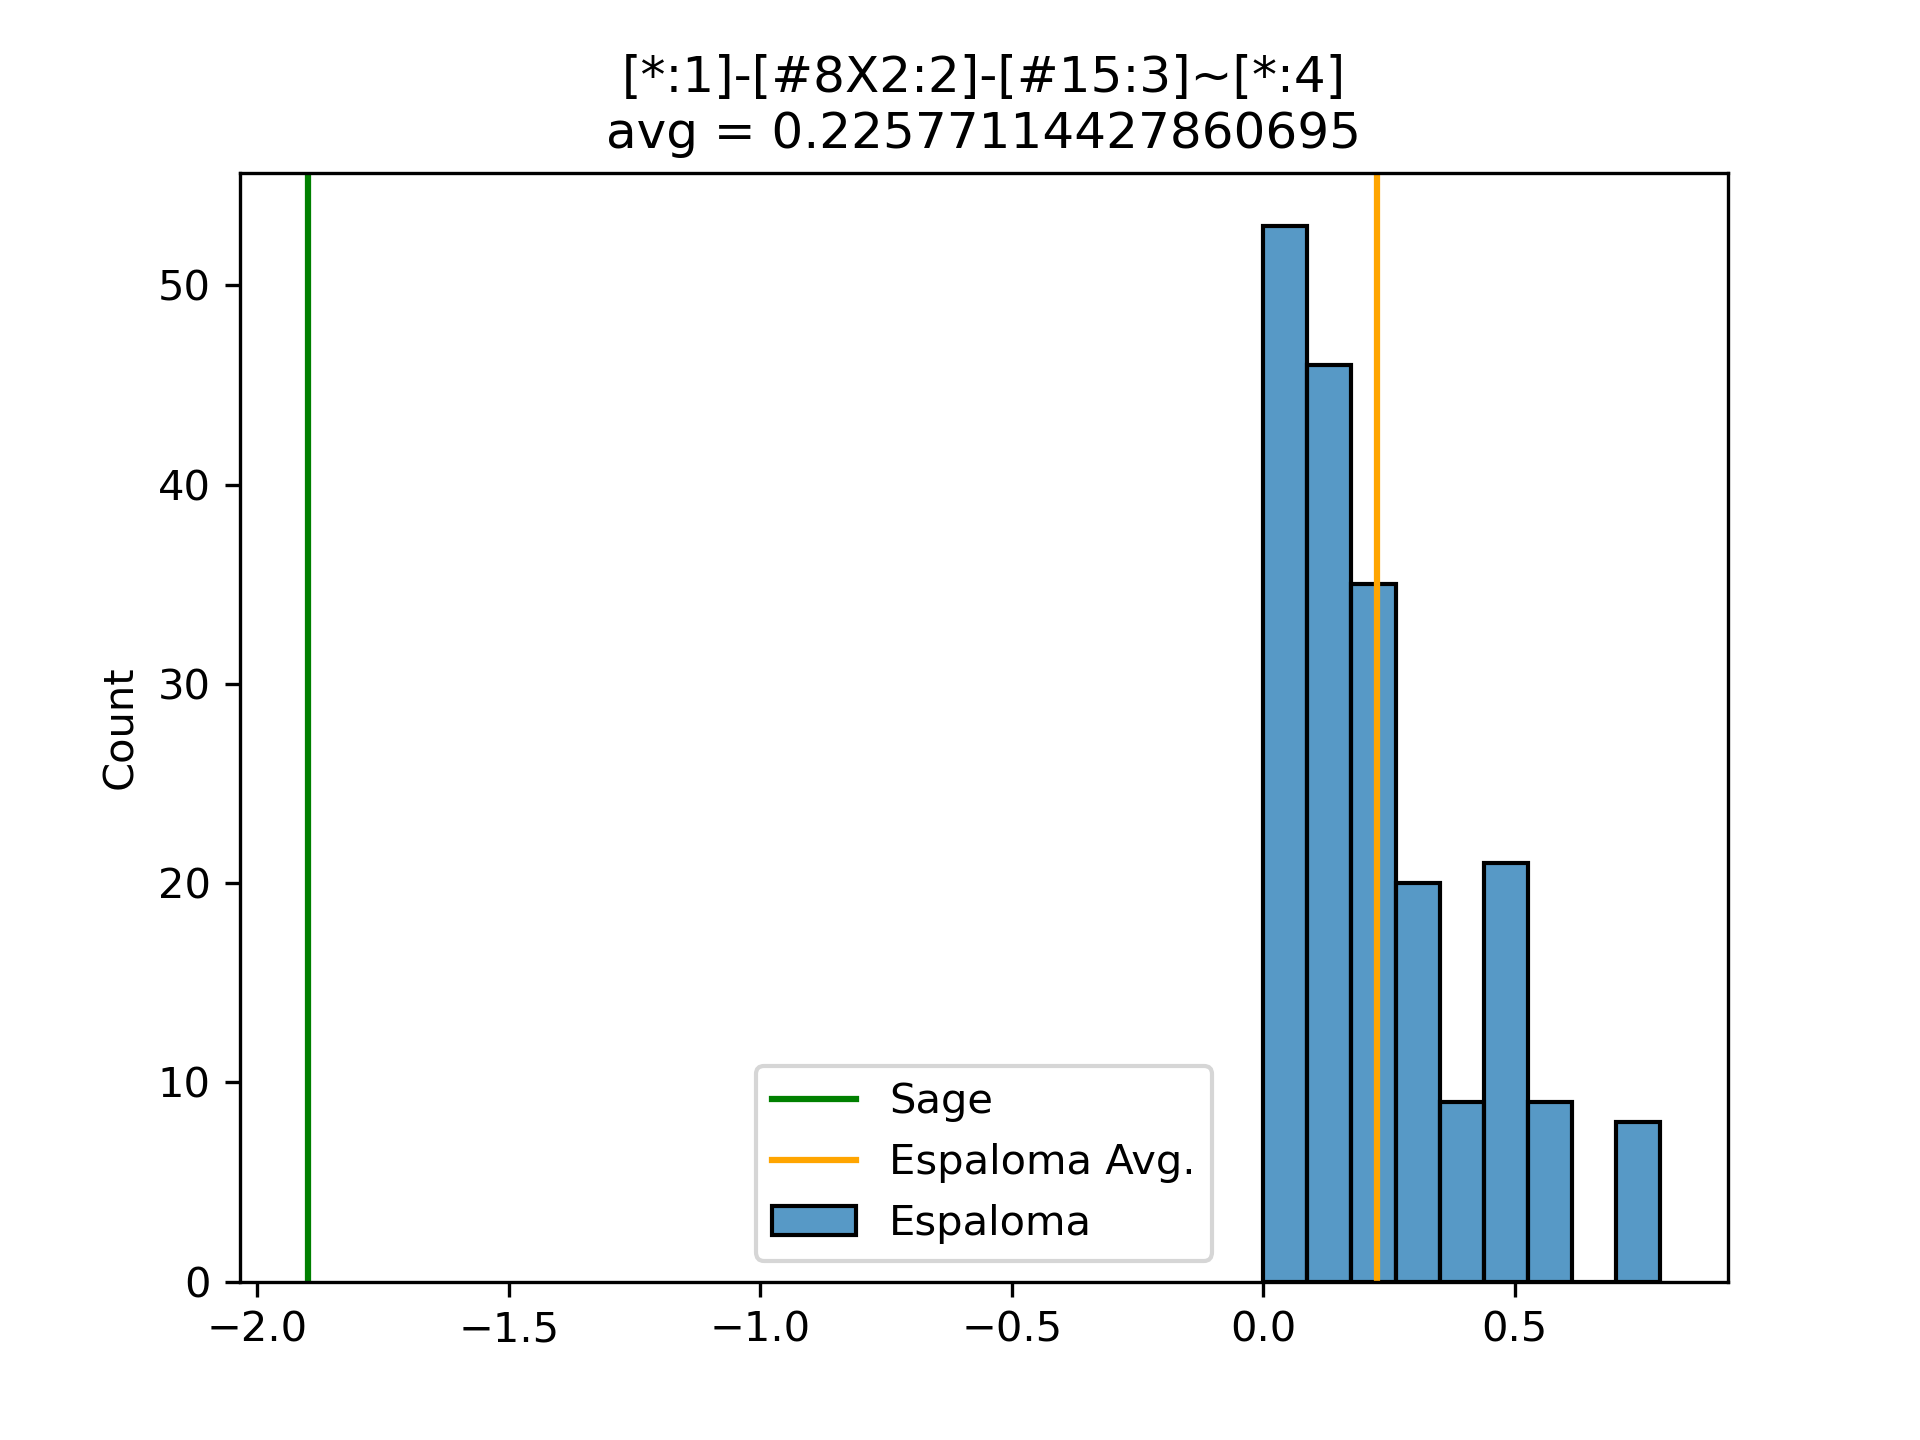 [*:1]-[#8X2:2]-[#15:3]~[*:4]
avg = 0.22577114427860695
50
40
30
20
10
0
Count
Sage
Espaloma Avg.
Espaloma
−2.0 −1.5 −1.0 −0.5 0.0 0.5